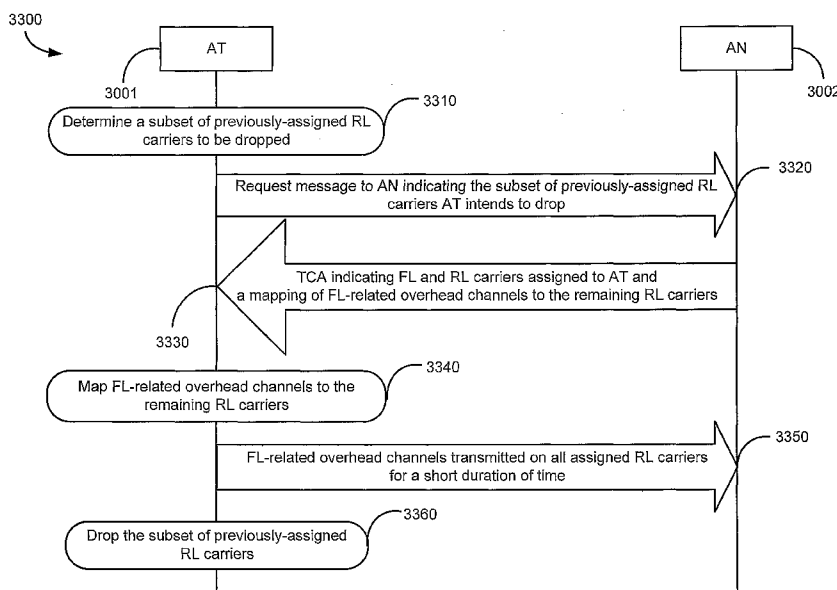 3300
AT
AN
3001
3002
3310
Determine a subset of previously-assigned RL
carriers to be dropped
3320
Request message to AN indicating the subset of previously-assigned RL
carriers AT intends to drop
TCA indicating FL and RL carriers assigned to AT and
a mapping of FL-related overhead channels to the remaining RL carriers
3330
3340
Map FL-related overhead channels to the
remaining RL carriers
3350
FL-related overhead channels transmitted on all assigned RL carriers
for a short duration of time
3360
Drop the subset of previously-assigned
RL carriers